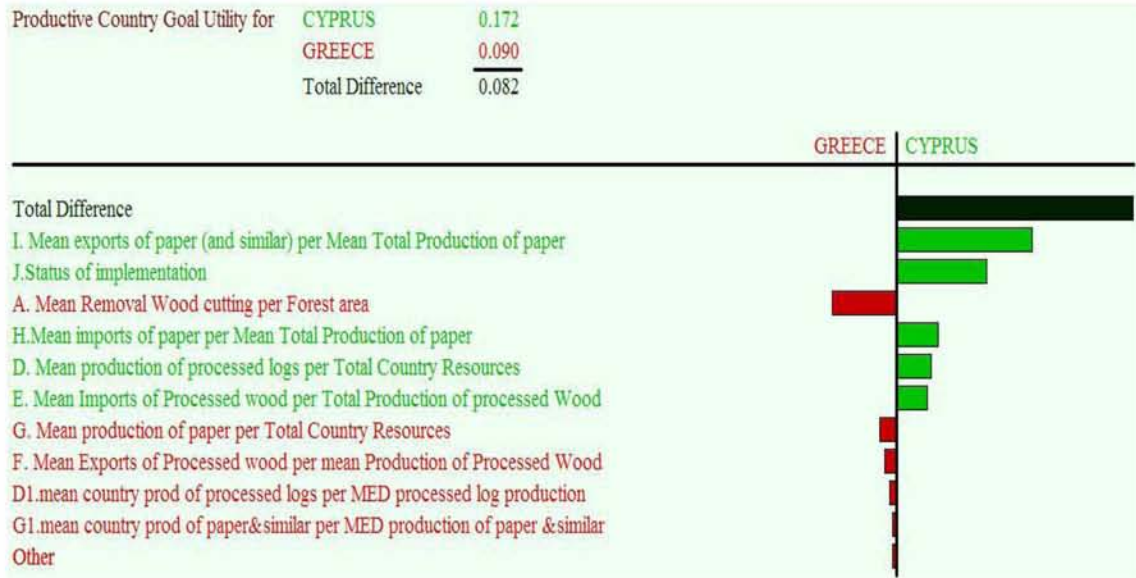 Productive Country Goal Utility for CYPRUS 0.172
GREECE 0.090
Total Difference 0.082
GREECE CYPRUS
Total Difference
I. Mean exports of paper (and similar) per Mean Total Production of paper
J.Status of implementation
A. Mean Removal Wood cutting per Forest area
H.Mean imports of paper per Mean Total Production of paper
D. Mean production of processed logs per Total Country Resources
E. Mean Imports of Processed wood per Total Production of processed Wood
G. Mean production of paper per Total Country Resources
F. Mean Exports of Processed wood per mean Production of Processed Wood
D1.mean country prod of processed logs per MED processed log production
G1.mean country prod of paper&similar per MED production of paper &similar
Other